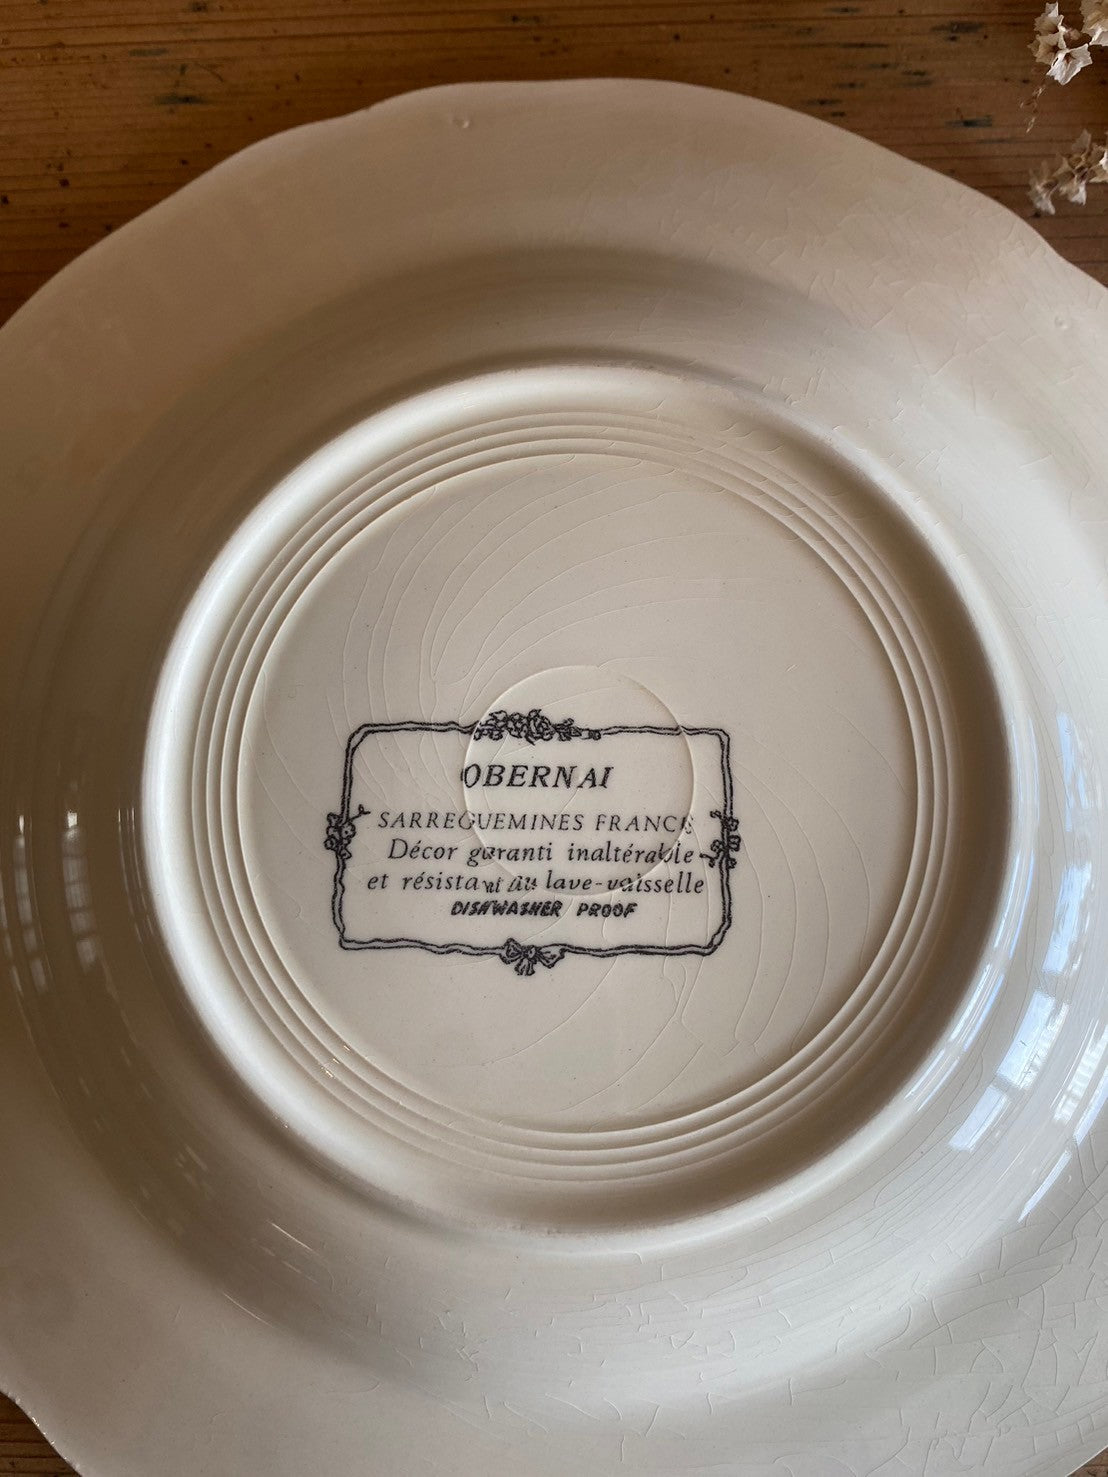 OBERNAI
SARREGUEMINES FRANCE
Décor garanti inaltérable
et résistant au lave-vaisselle
DISHWASHER PROOF